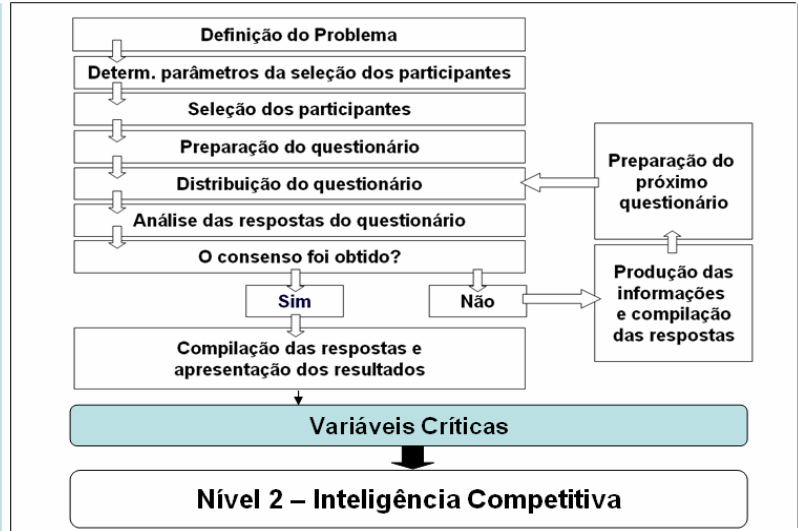 Definição do Problema
Determ. parâmetros da seleção dos participantes
Seleção dos participantes
Preparação do questionário
Distribuição do questionário
Análise das respostas do questionário
O consenso foi obtido?
Sim
Não
Produção das
informações
e compilação
das respostas
Preparação do
próximo
questionário
Compilação das respostas e
apresentação dos resultados
Variáveis Críticas
Nível 2 – Inteligência Competitiva